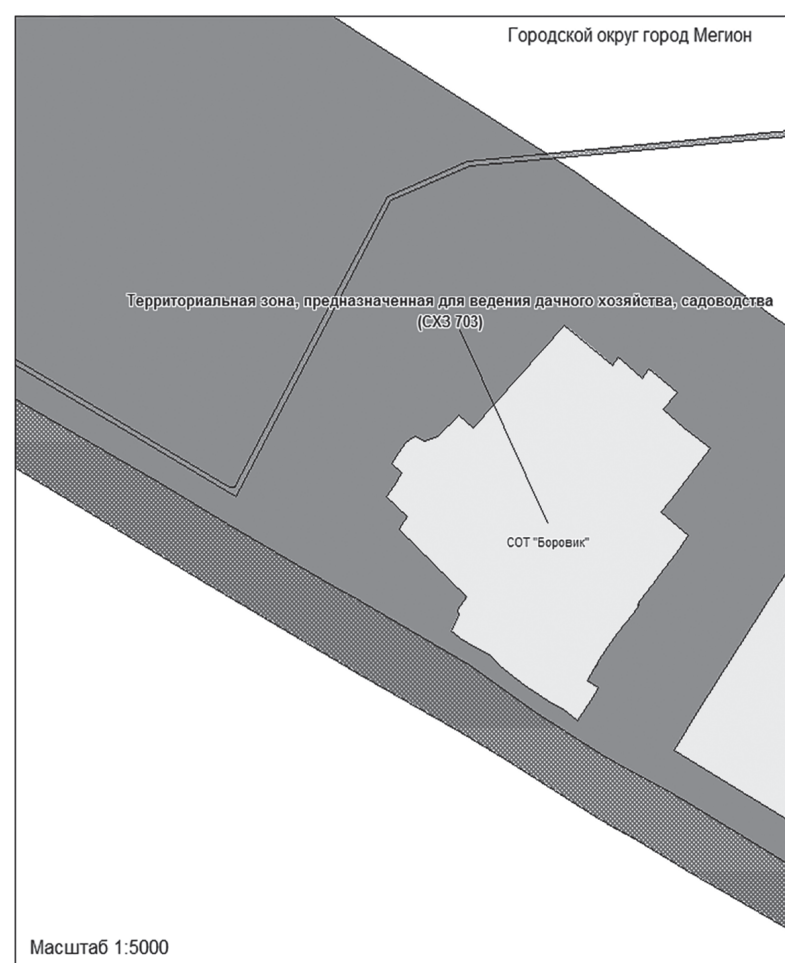 Городской округ город Мегион
Территориальная зона, предназначенная для ведения дачного хозяйства, садоводства
(СХЗ 703)
СОТ "Боровик"
Масштаб 1:5000